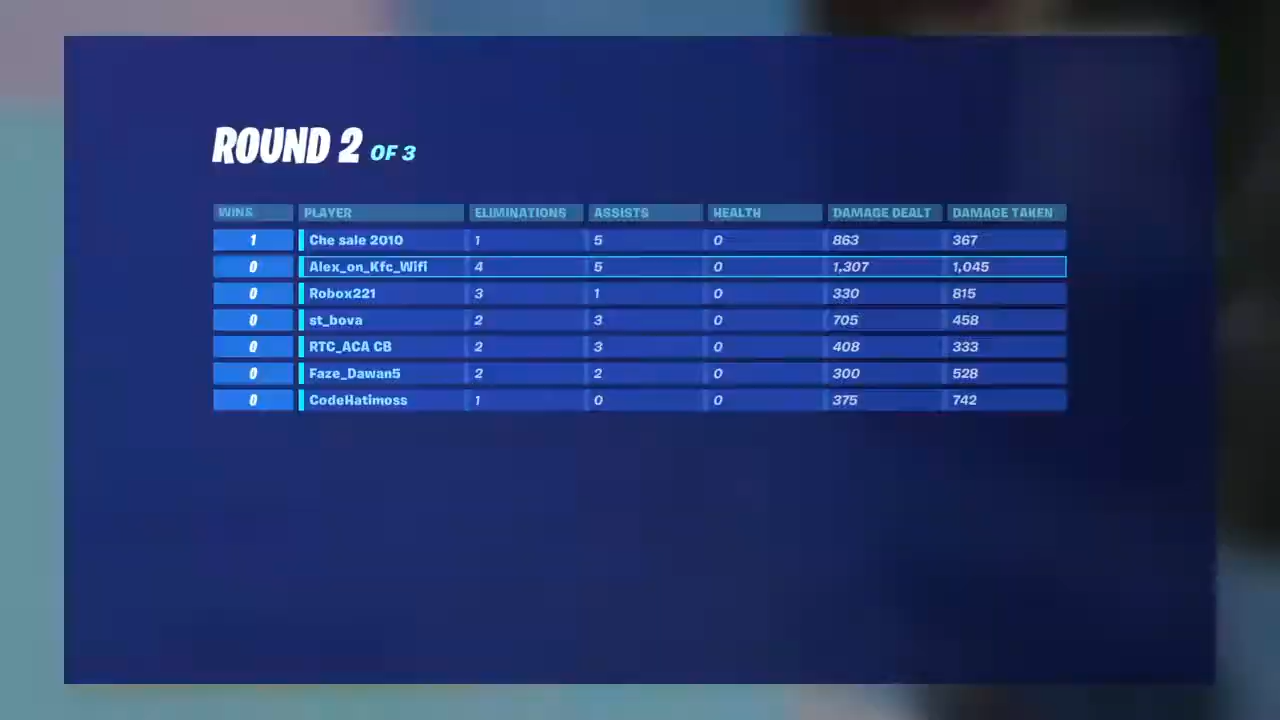 ROUND 2 OF 3
WINS PLAYER ELIMINATIONS ASSISTS HEALTH DAMAGE DEALT DAMAGE TAKEN
1 Che sale 2010 1 5 0 863 367
0 Alex_on_Kfc_Wifi 4 5 0 1,307 1,045
0 Robox221 3 1 0 330 815
0 st_bova 2 3 0 705 458
0 RTC_ACA CB 2 3 0 408 333
0 Faze_Dawan5 2 2 0 300 528
0 CodeHatimoss 1 0 0 375 742